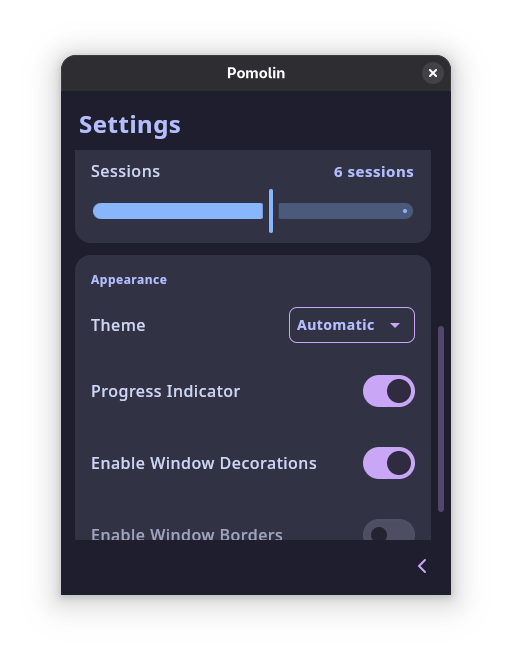 Pomolin
Settings
Sessions 6 sessions
Appearance
Theme Automatic
Progress Indicator
Enable Window Decorations
Enable Window Borders